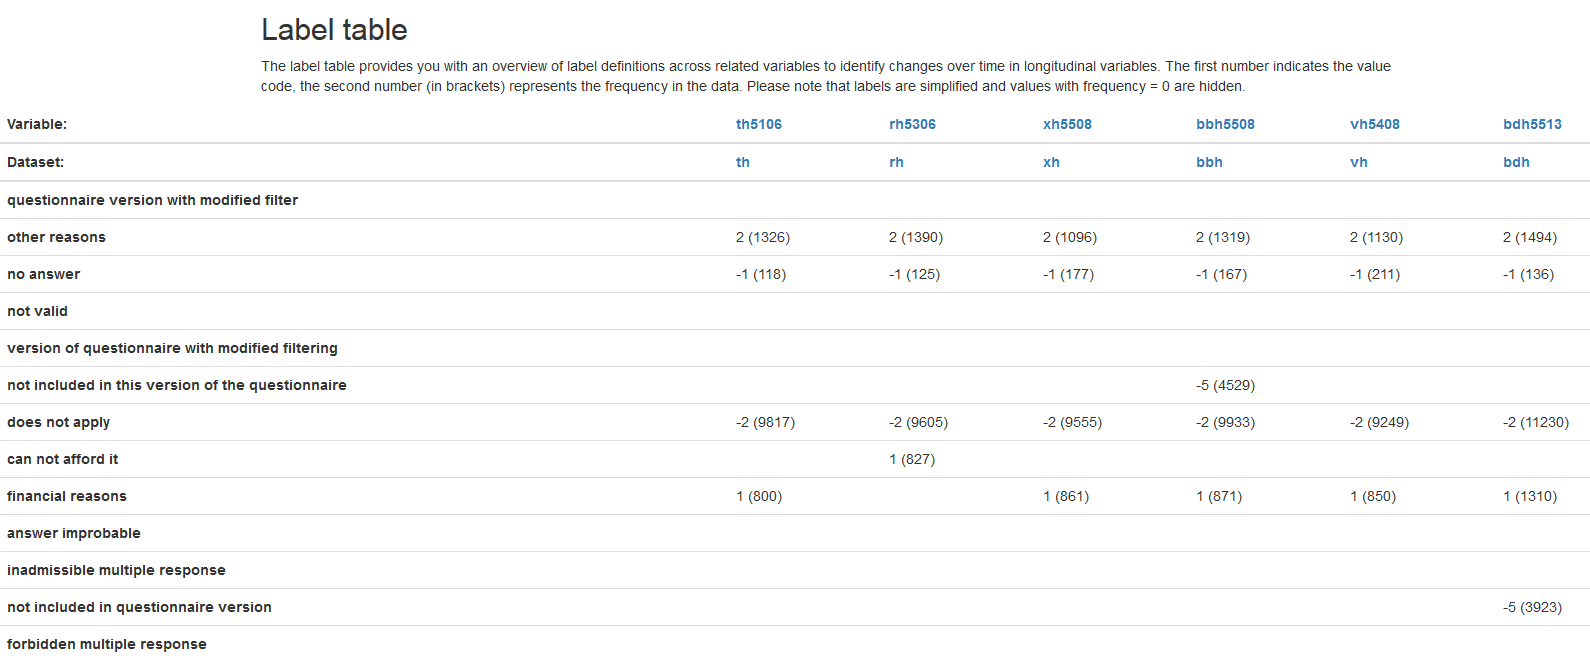 Label table
The label table provides you with an overview of label definitions across related variables to identify changes over time in longitudinal variables. The first number indicates the value
code, the second number (in brackets) represents the frequency in the data. Please note that labels are simplified and values with frequency = 0 are hidden.
Variable: th5106 rh5306 xh5508 bbh5508 vh5408 bdh5513
Dataset: th rh xh bbh vh bdh
questionnaire version with modified filter
other reasons 2 (1326) 2 (1390) 2 (1096) 2 (1319) 2 (1130) 2 (1494)
no answer -1 (118) -1 (125) -1 (177) -1 (167) -1 (211) -1 (136)
not valid
version of questionnaire with modified filtering
not included in this version of the questionnaire -5 (4529)
does not apply -2 (9817) -2 (9605) -2 (9555) -2 (9933) -2 (9249) -2 (11230)
can not afford it 1 (827)
financial reasons 1 (800) 1 (861) 1 (871) 1 (850) 1 (1310)
answer improbable
inadmissible multiple response
not included in questionnaire version -5 (3923)
forbidden multiple response